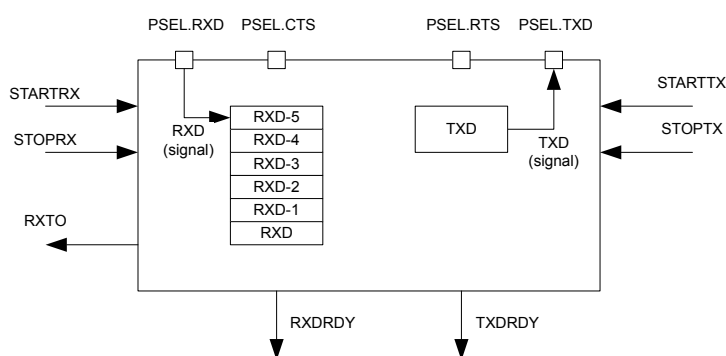 PSEL.RXD PSEL.CTS PSEL.RTS PSEL.TXD
STARTRX
STOPRX
RXTO
RXD
(signal)
RXD-5
RXD-4
RXD-3
RXD-2
RXD-1
RXD
TXD
TXD
(signal)
STARTTX
STOPTX
RXDRDY
TXDRDY